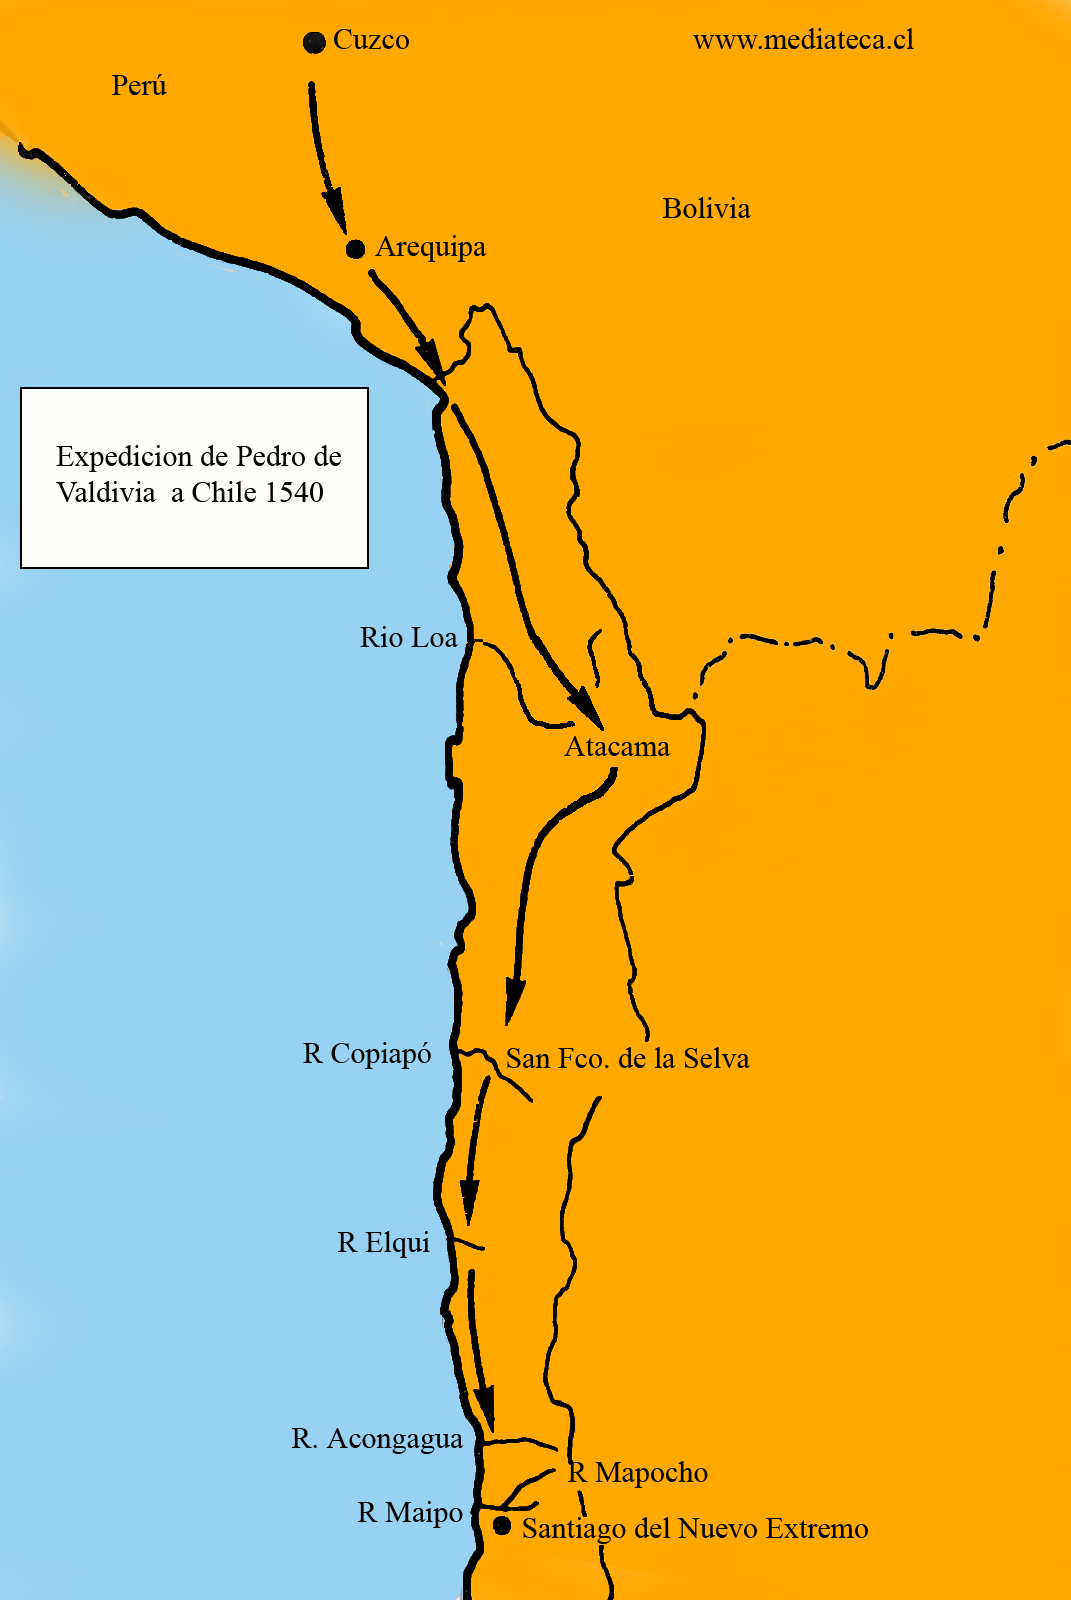 Cuzco
www.mediateca.cl
Perú
Bolivia
Arequipa
Expedicion de Pedro de
Valdivia a Chile 1540
Rio Loa
Atacama
R Copiapó
San Fco. de la Selva
R Elqui
R. Acongagua
R Mapocho
R Maipo
Santiago del Nuevo Extremo